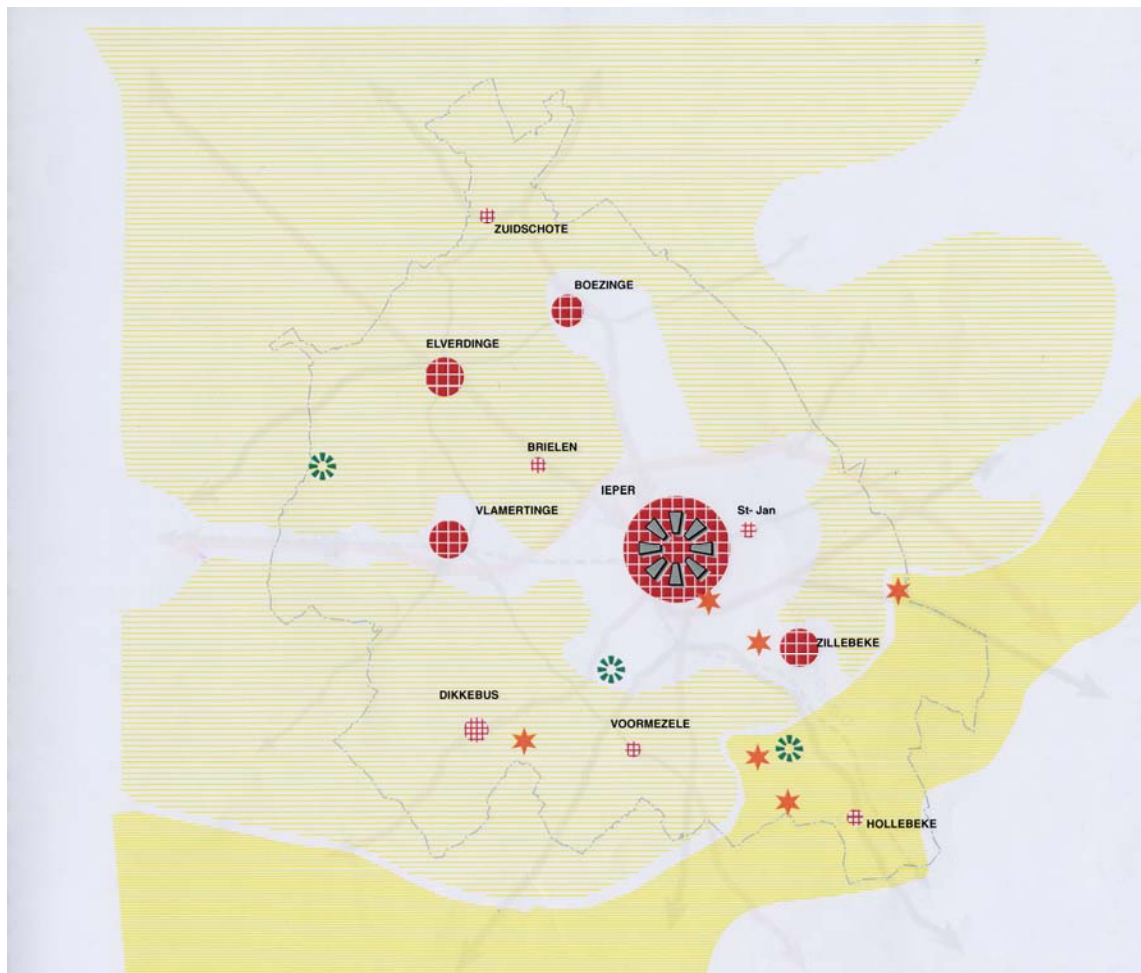 ZUIDSCHOTE
BOEZINGE
ELVERDINGE
BRIELEN
IEPER
VLAMERTINGE
St- Jan
ZILLEBEKE
DIKKEBUS
VOORMEZELE
HOLLEBEKE